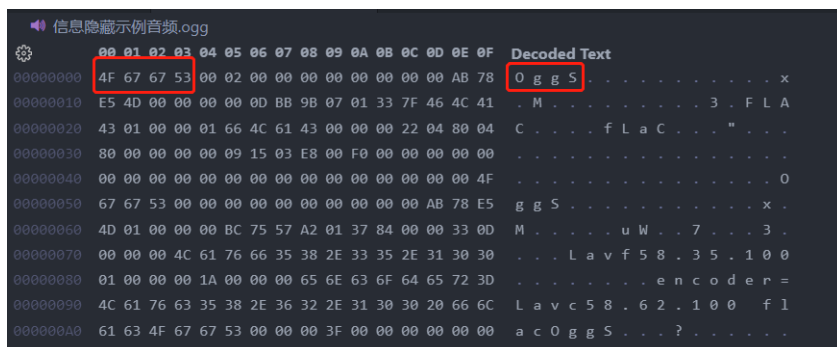 信息隐藏示例音频.ogg
00 01 02 03 04 05 06 07 08 09 0A 0B 0C 0D 0E 0F Decoded Text
00000000 4F 67 67 53 00 02 00 00 00 00 00 00 00 00 AB 78 O g g S . . . . . . . . . . . x
00000010 E5 4D 00 00 00 00 0D BB 9B 07 01 33 7F 46 4C 41 . M . . . . . . . . . 3 . F L A
00000020 43 01 00 00 01 66 4C 61 43 00 00 00 22 04 80 04 C . . . . f L a C . . . " . . .
00000030 80 00 00 00 00 09 15 03 E8 00 F0 00 00 00 00 00 . . . . . . . . . . . . . . . .
00000040 00 00 00 00 00 00 00 00 00 00 00 00 00 00 00 4F . . . . . . . . . . . . . . . O
00000050 67 67 53 00 00 00 00 00 00 00 00 00 00 AB 78 E5 g g S . . . . . . . . . . . x .
00000060 4D 01 00 00 00 BC 75 57 A2 01 37 84 00 00 33 0D M . . . . . u W . . 7 . . . 3 .
00000070 00 00 00 4C 61 76 66 35 38 2E 33 35 2E 31 30 30 . . . L a v f 5 8 . 3 5 . 1 0 0
00000080 01 00 00 00 1A 00 00 00 65 6E 63 6F 64 65 72 3D . . . . . . . . e n c o d e r =
00000090 4C 61 76 63 35 38 2E 36 32 2E 31 30 30 20 66 6C L a v c 5 8 . 6 2 . 1 0 0 f l
000000A0 61 63 4F 67 67 53 00 00 00 3F 00 00 00 00 00 00 a c O g g S . . . ? . . . . . .